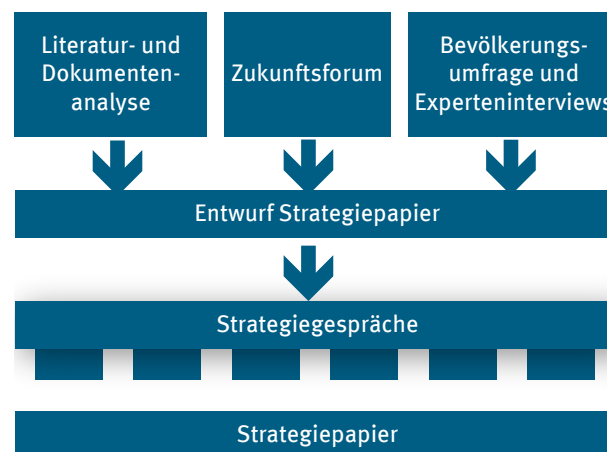 Literatur- und
Dokumenten-
analyse
Zukunftsforum
Bevölkerungs-
umfrage und
Experteninterviews
Entwurf Strategiepapier
Strategiegespräche
Strategiepapier